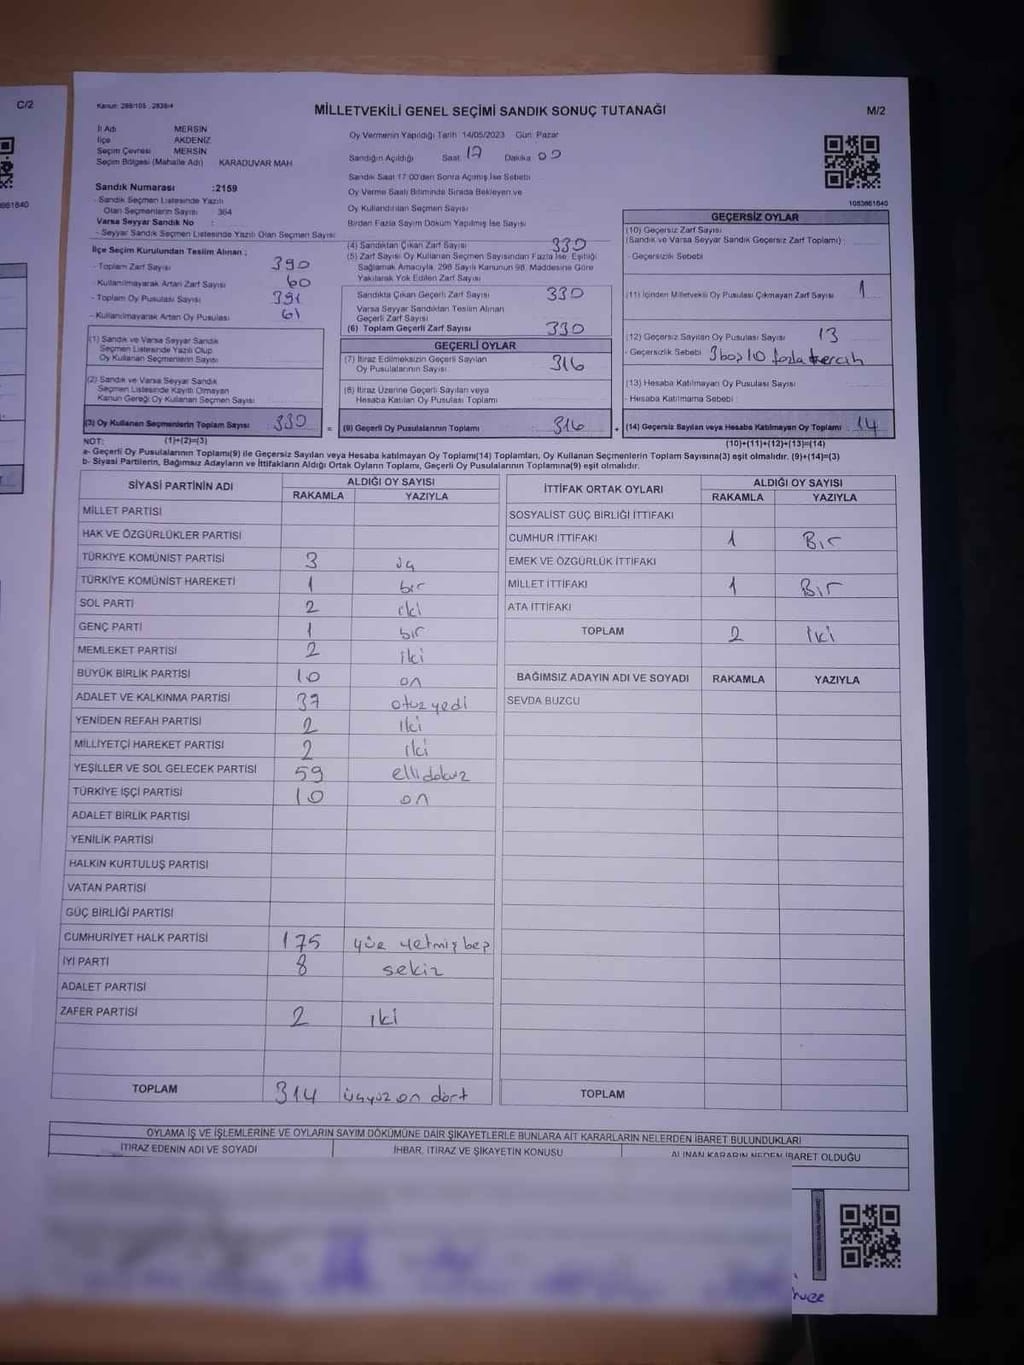 C/2
Kanun: 298/105 , 2839/4
MİLLETVEKİLİ GENEL SEÇİMİ SANDIK SONUÇ TUTANAĞI
M/2
İl Adı MERSİN
İlçe AKDENİZ
Seçim Çevresi MERSİN
Seçim Bölgesi (Mahalle Adı) KARADUVAR MAH
Oy Vermenin Yapıldığı Tarih 14/05/2023 Gün: Pazar
Sandığın Açıldığı Saat 17 Dakika 00
Sandık Saat 17:00'dan Sonra Açılmış İse Sebebi
Oy Verme Saati Bitiminde Sırada Bekleyen ve
Oy Kullandırılan Seçmen Sayısı
Birden Fazla Sayım Döküm Yapılmış İse Sayısı
1083861840
Sandık Numarası :2159
- Sandık Seçmen Listesinde Yazılı
Olan Seçmenlerin Sayısı : 364
Varsa Seyyar Sandık No :
- Seyyar Sandık Seçmen Listesinde Yazılı Olan Seçmen Sayısı
İlçe Seçim Kurulundan Teslim Alınan ;
- Toplam Zarf Sayısı 390
- Kullanılmayarak Artan Zarf Sayısı 60
- Toplam Oy Pusulası Sayısı 391
- Kullanılmayarak Artan Oy Pusulası 61
(1) Sandık ve Varsa Seyyar Sandık
Seçmen Listesinde Yazılı Olup
Oy Kullanan Seçmenlerin Sayısı
(2) Sandık ve Varsa Seyyar Sandık
Seçmen Listesinde Kayıtlı Olmayan
Kanun Gereği Oy Kullanan Seçmen Sayısı
(3) Oy Kullanan Seçmenlerin Toplam Sayısı 330
(4) Sandıktan Çıkan Zarf Sayısı 330
(5) Zarf Sayısı Oy Kullanan Seçmen Sayısından Fazla İse, Eşitliği
Sağlamak Amacıyla, 298 Sayılı Kanunun 98. Maddesine Göre
Yakılarak Yok Edilen Zarf Sayısı
Sandıkta Çıkan Geçerli Zarf Sayısı 330
Varsa Seyyar Sandıktan Teslim Alınan
Geçerli Zarf Sayısı
(6) Toplam Geçerli Zarf Sayısı 330
GEÇERLİ OYLAR
(7) İtiraz Edilmeksizin Geçerli Sayılan
Oy Pusulalarının Sayısı 316
(8) İtiraz Üzerine Geçerli Sayılan veya
Hesaba Katılan Oy Pusulası Toplamı
= (9) Geçerli Oy Pusulalarının Toplamı 316
GEÇERSİZ OYLAR
(10) Geçersiz Zarf Sayısı
(Sandık ve Varsa Seyyar Sandık Geçersiz Zarf Toplamı) :
- Geçersizlik Sebebi
(11) İçinden Milletvekili Oy Pusulası Çıkmayan Zarf Sayısı 1
(12) Geçersiz Sayılan Oy Pusulası Sayısı 13
- Geçersizlik Sebebi 3 boş 10 fazla tercih
(13) Hesaba Katılmayan Oy Pusulası Sayısı
- Hesaba Katılmama Sebebi
+ (14) Geçersiz Sayılan veya Hesaba Katılmayan Oy Toplamı 14
NOT: (1)+(2)=(3)
(10)+(11)+(12)+(13)=(14)
a- Geçerli Oy Pusulalarının Toplamı(9) ile Geçersiz Sayılan veya Hesaba katılmayan Oy Toplamı(14) Toplamları, Oy Kullanan Seçmenlerin Toplam Sayısına(3) eşit olmalıdır. (9)+(14)=(3)
b- Siyasi Partilerin, Bağımsız Adayların ve İttifakların Aldığı Ortak Oyların Toplamı, Geçerli Oy Pusulalarının Toplamına(9) eşit olmalıdır.
SİYASİ PARTİNİN ADI ALDIĞI OY SAYISI
RAKAMLA YAZIYLA
MİLLET PARTİSİ
HAK VE ÖZGÜRLÜKLER PARTİSİ
TÜRKİYE KOMÜNİST PARTİSİ 3 üç
TÜRKİYE KOMÜNİST HAREKETİ 1 bir
SOL PARTİ 2 iki
GENÇ PARTİ 1 bir
MEMLEKET PARTİSİ 2 iki
BÜYÜK BİRLİK PARTİSİ 10 on
ADALET VE KALKINMA PARTİSİ 37 otuzyedi
YENİDEN REFAH PARTİSİ 2 iki
MİLLİYETÇİ HAREKET PARTİSİ 2 iki
YEŞİLLER VE SOL GELECEK PARTİSİ 59 ellidokuz
TÜRKİYE İŞÇİ PARTİSİ 10 on
ADALET BİRLİK PARTİSİ
YENİLİK PARTİSİ
HALKIN KURTULUŞ PARTİSİ
VATAN PARTİSİ
GÜÇ BİRLİĞİ PARTİSİ
CUMHURİYET HALK PARTİSİ 175 yüz yetmiş beş
İYİ PARTİ 8 sekiz
ADALET PARTİSİ
ZAFER PARTİSİ 2 iki
TOPLAM 314 üçyüz on dört
İTTİFAK ORTAK OYLARI ALDIĞI OY SAYISI
RAKAMLA YAZIYLA
SOSYALİST GÜÇ BİRLİĞİ İTTİFAKI
CUMHUR İTTİFAKI 1 Bir
EMEK VE ÖZGÜRLÜK İTTİFAKI
MİLLET İTTİFAKI 1 Bir
ATA İTTİFAKI
TOPLAM 2 iki
BAĞIMSIZ ADAYIN ADI VE SOYADI RAKAMLA YAZIYLA
SEVDA BUZCU
TOPLAM
OYLAMA İŞ VE İŞLEMLERİNE VE OYLARIN SAYIM DÖKÜMÜNE DAİR ŞİKAYETLERLE BUNLARA AİT KARARLARIN NELERDEN İBARET BULUNDUKLARI
İTİRAZ EDENİN ADI VE SOYADI İHBAR, İTİRAZ VE ŞİKAYETİN KONUSU ALINAN KARARIN NEDEN İBARET OLDUĞU